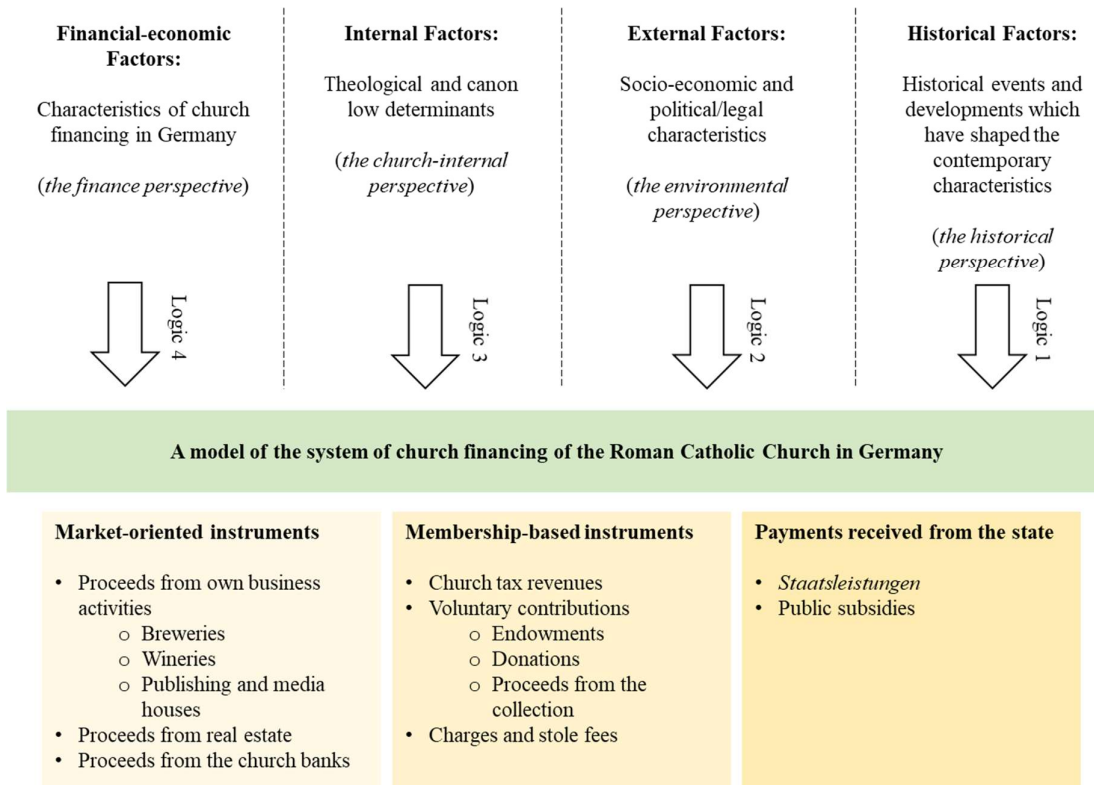 Financial-economic
Factors:
Characteristics of church
financing in Germany
(the finance perspective)
Logic 4
Internal Factors:
Theological and canon
low determinants
(the church-internal
perspective)
Logic 3
External Factors:
Socio-economic and
political/legal
characteristics
(the environmental
perspective)
Logic 2
Historical Factors:
Historical events and
developments which
have shaped the
contemporary
characteristics
(the historical
perspective)
Logic 1
A model of the system of church financing of the Roman Catholic Church in Germany
Market-oriented instruments
• Proceeds from own business
activities
o Breweries
o Wineries
o Publishing and media
houses
• Proceeds from real estate
• Proceeds from the church banks
Membership-based instruments
• Church tax revenues
• Voluntary contributions
o Endowments
o Donations
o Proceeds from the
collection
• Charges and stole fees
Payments received from the state
• Staatsleistungen
• Public subsidies